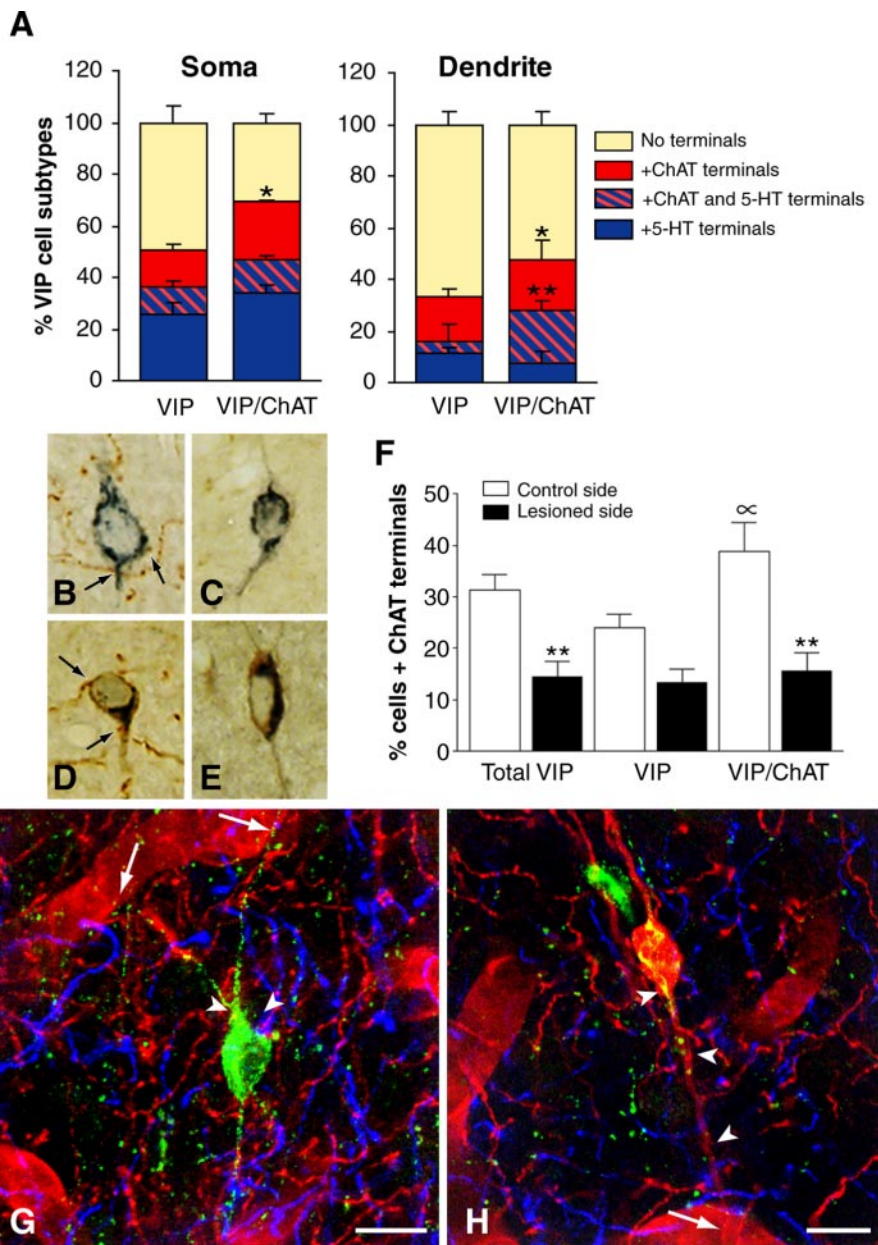 A
Soma
Dendrite
120
100
80
60
40
20
0
% VIP cell subtypes
*
VIP
VIP/ChAT
120
100
80
60
40
20
0
*
**
VIP
VIP/ChAT
No terminals
+ChAT terminals
+ChAT and 5-HT terminals
+5-HT terminals
B
C
D
E
F
Control side
Lesioned side
50
40
30
20
10
0
% cells + ChAT terminals
**
∝
**
Total VIP
VIP
VIP/ChAT
G
H